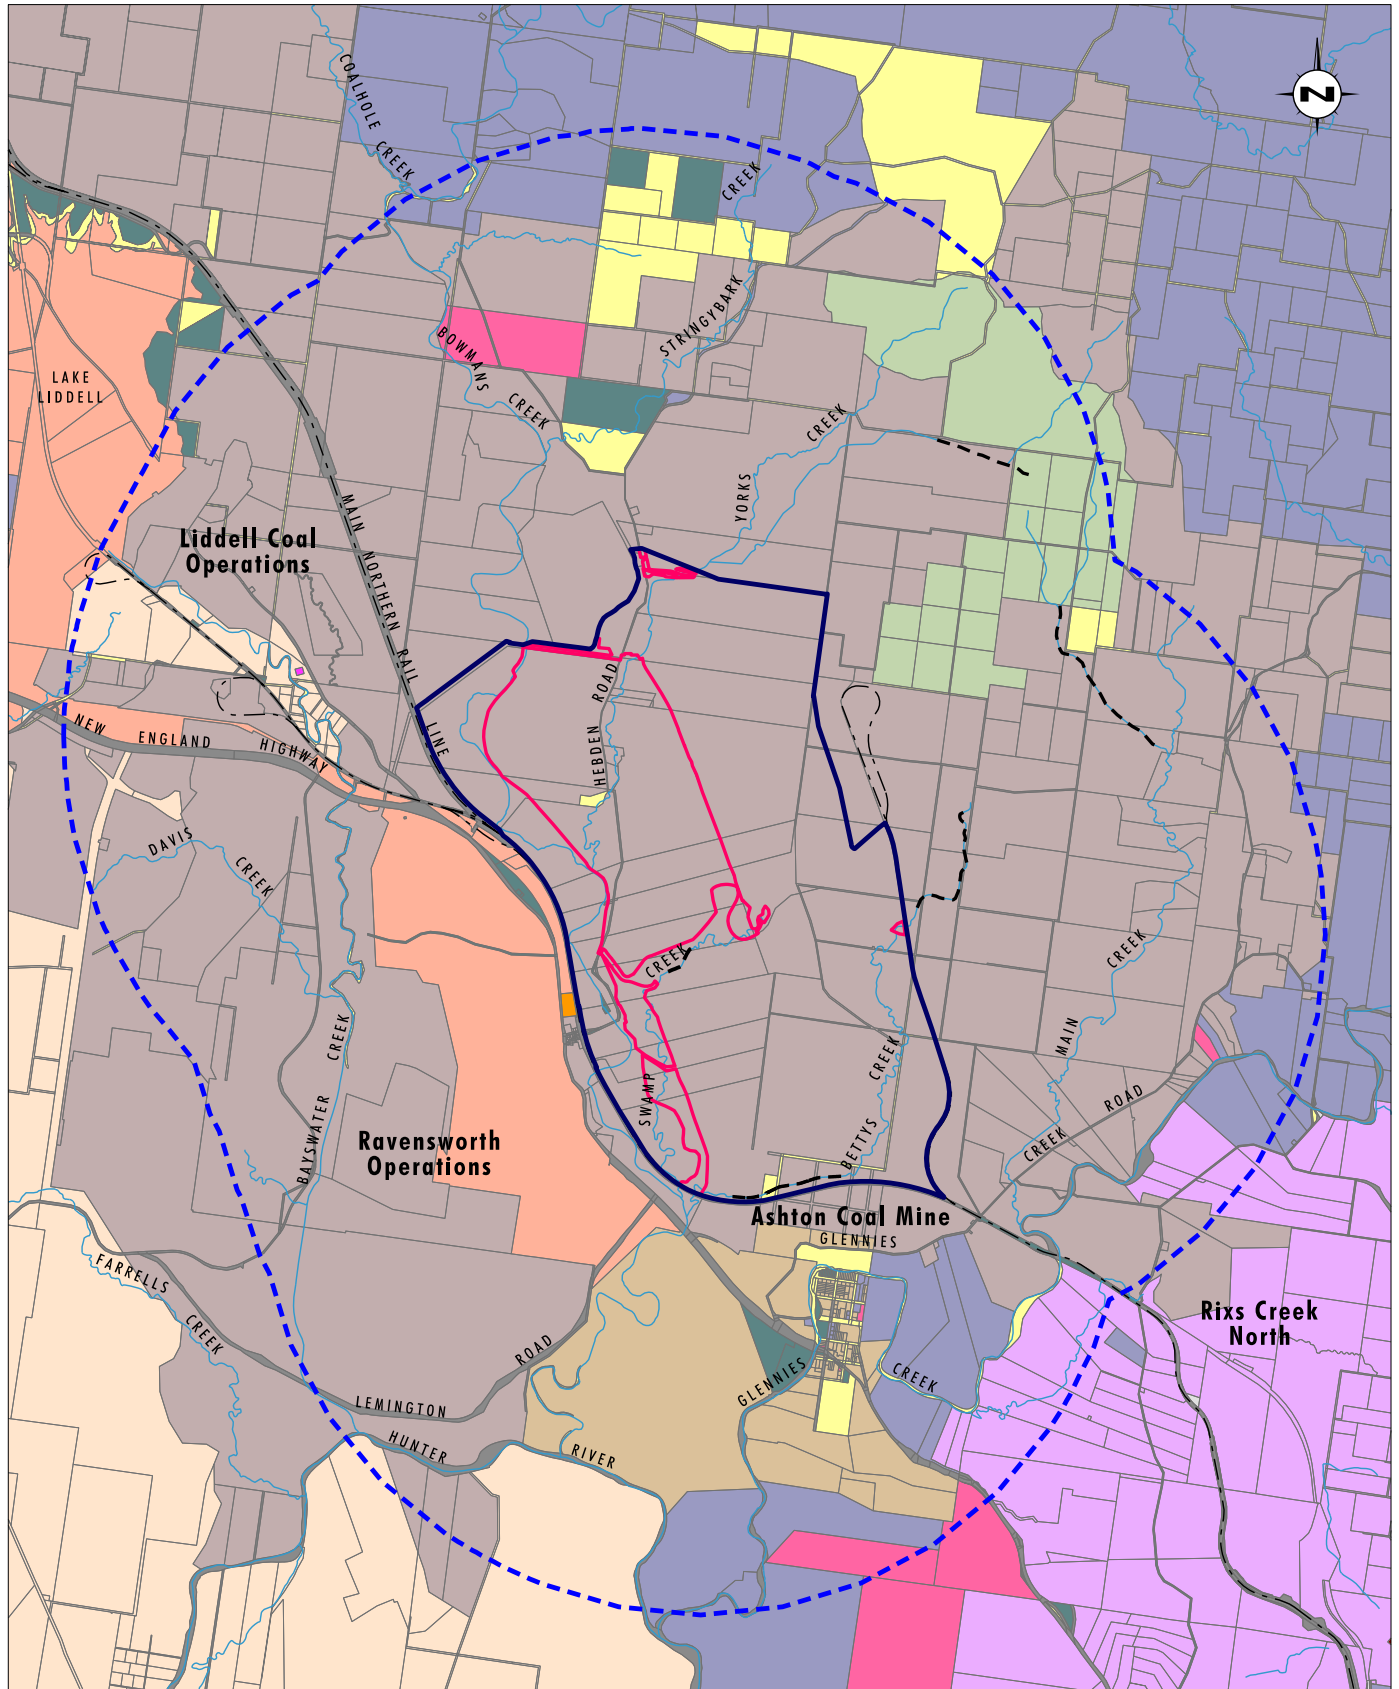 N
COALHOLE CREEK
STRINGYBARK CREEK
LAKE
LIDDELL
BOWMANS CREEK
YORKS CREEK
Liddell Coal
Operations
MAIN NORTHERN RAIL LINE
HEBDEN ROAD
NEW ENGLAND HIGHWAY
DAVIS CREEK
SWAMP CREEK
MAIN CREEK
BAYSWATER CREEK
BETTYS CREEK
CREEK ROAD
Ravensworth
Operations
Ashton Coal Mine
GLENNIES
FARRELLS CREEK
Rixs Creek
North
LEMINGTON ROAD
GLENNIES CREEK
HUNTER RIVER